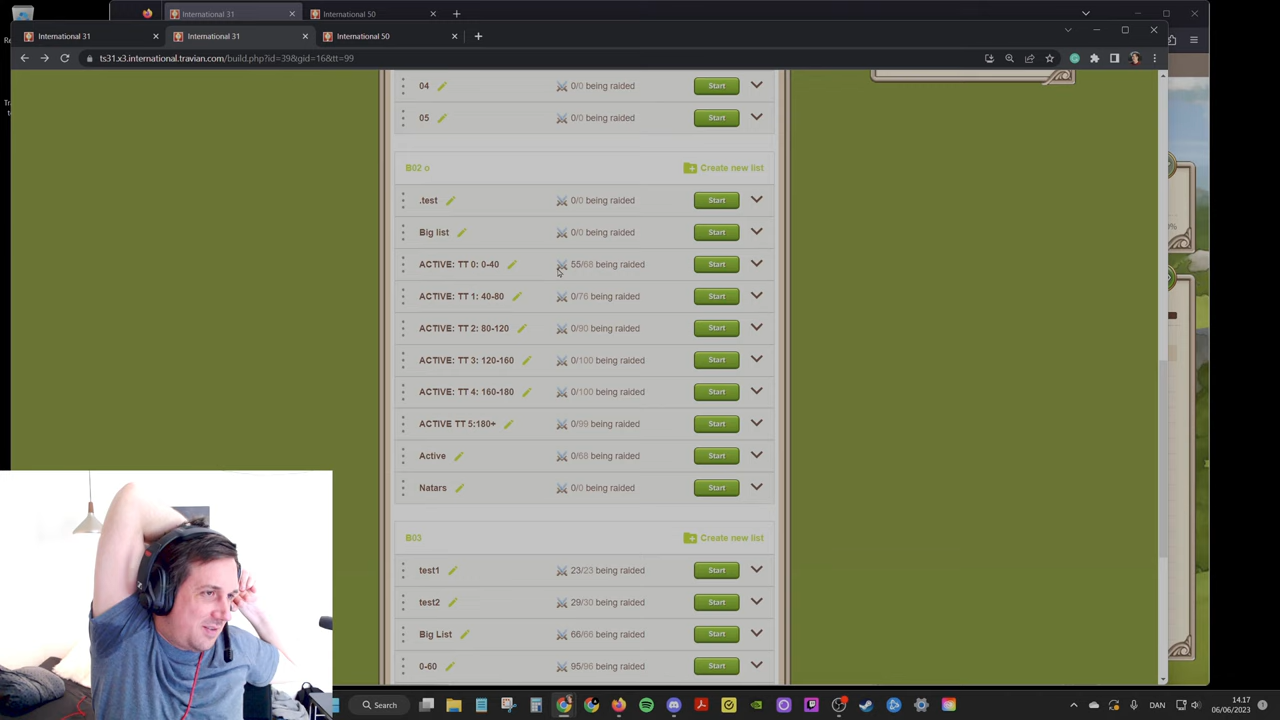 International 31
International 50
International 31
International 31
International 50
ts31.x3.international.travian.com/build.php?id=39&gid=16&tt=99
04
0/0 being raided
Start
05
0/0 being raided
Start
B02 o
Create new list
.test
0/0 being raided
Start
Big list
0/0 being raided
Start
ACTIVE: TT 0: 0-40
55/68 being raided
Start
ACTIVE: TT 1: 40-80
0/76 being raided
Start
ACTIVE: TT 2: 80-120
0/90 being raided
Start
ACTIVE: TT 3: 120-160
0/100 being raided
Start
ACTIVE: TT 4: 160-180
0/100 being raided
Start
ACTIVE TT 5:180+
0/99 being raided
Start
Active
0/68 being raided
Start
Natars
0/0 being raided
Start
B03
Create new list
test1
23/23 being raided
Start
test2
29/30 being raided
Start
Big List
66/66 being raided
Start
0-60
95/96 being raided
Start
Search
DAN
14.17
06/06/2023